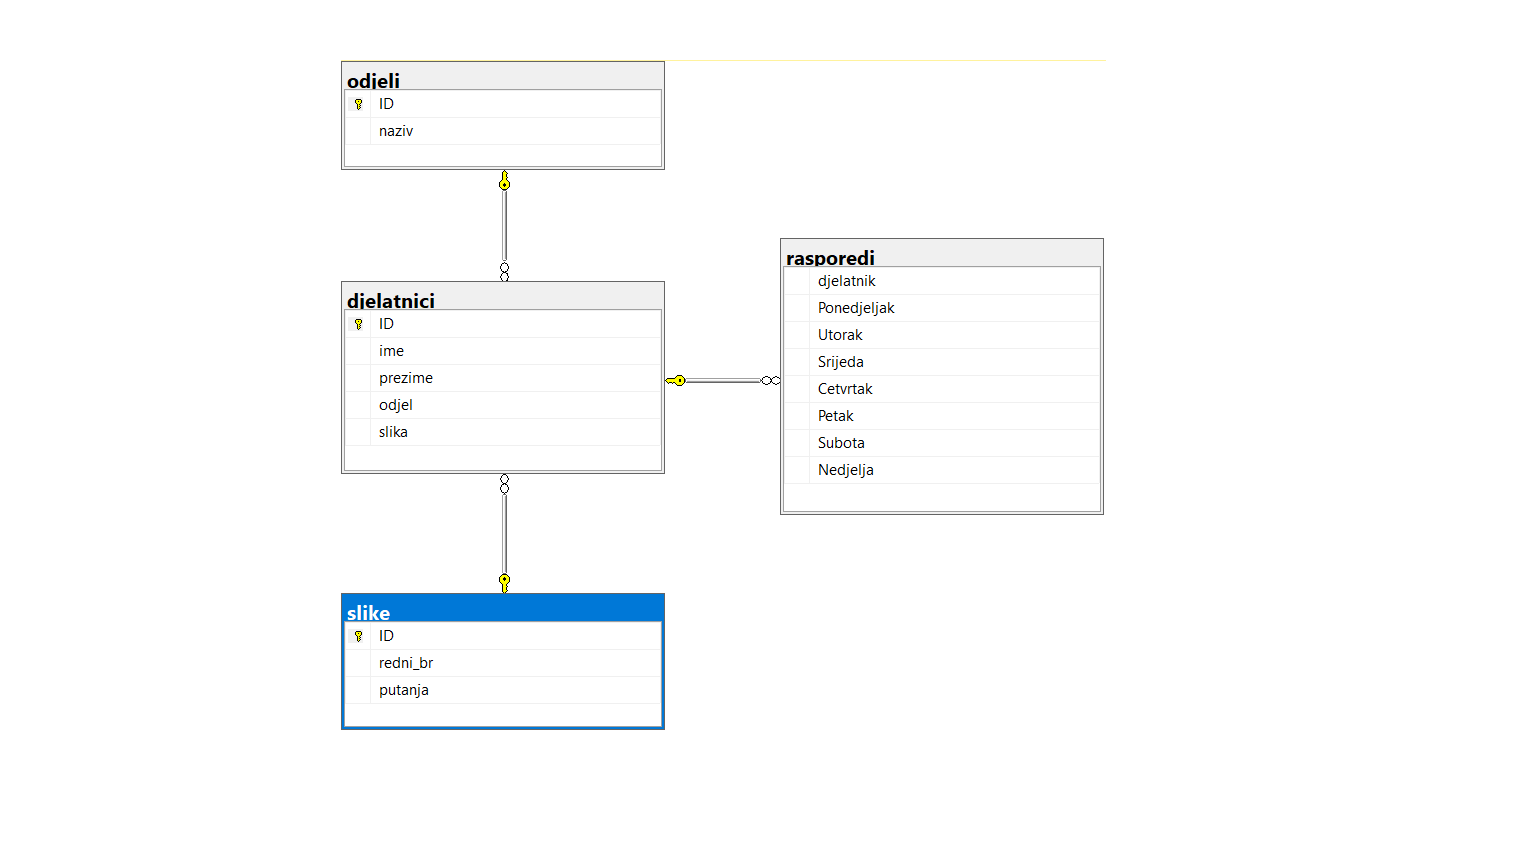 odjeli
ID
naziv
djelatnici
ID
ime
prezime
odjel
slika
rasporedi
djelatnik
Ponedjeljak
Utorak
Srijeda
Cetvrtak
Petak
Subota
Nedjelja
slike
ID
redni_br
putanja